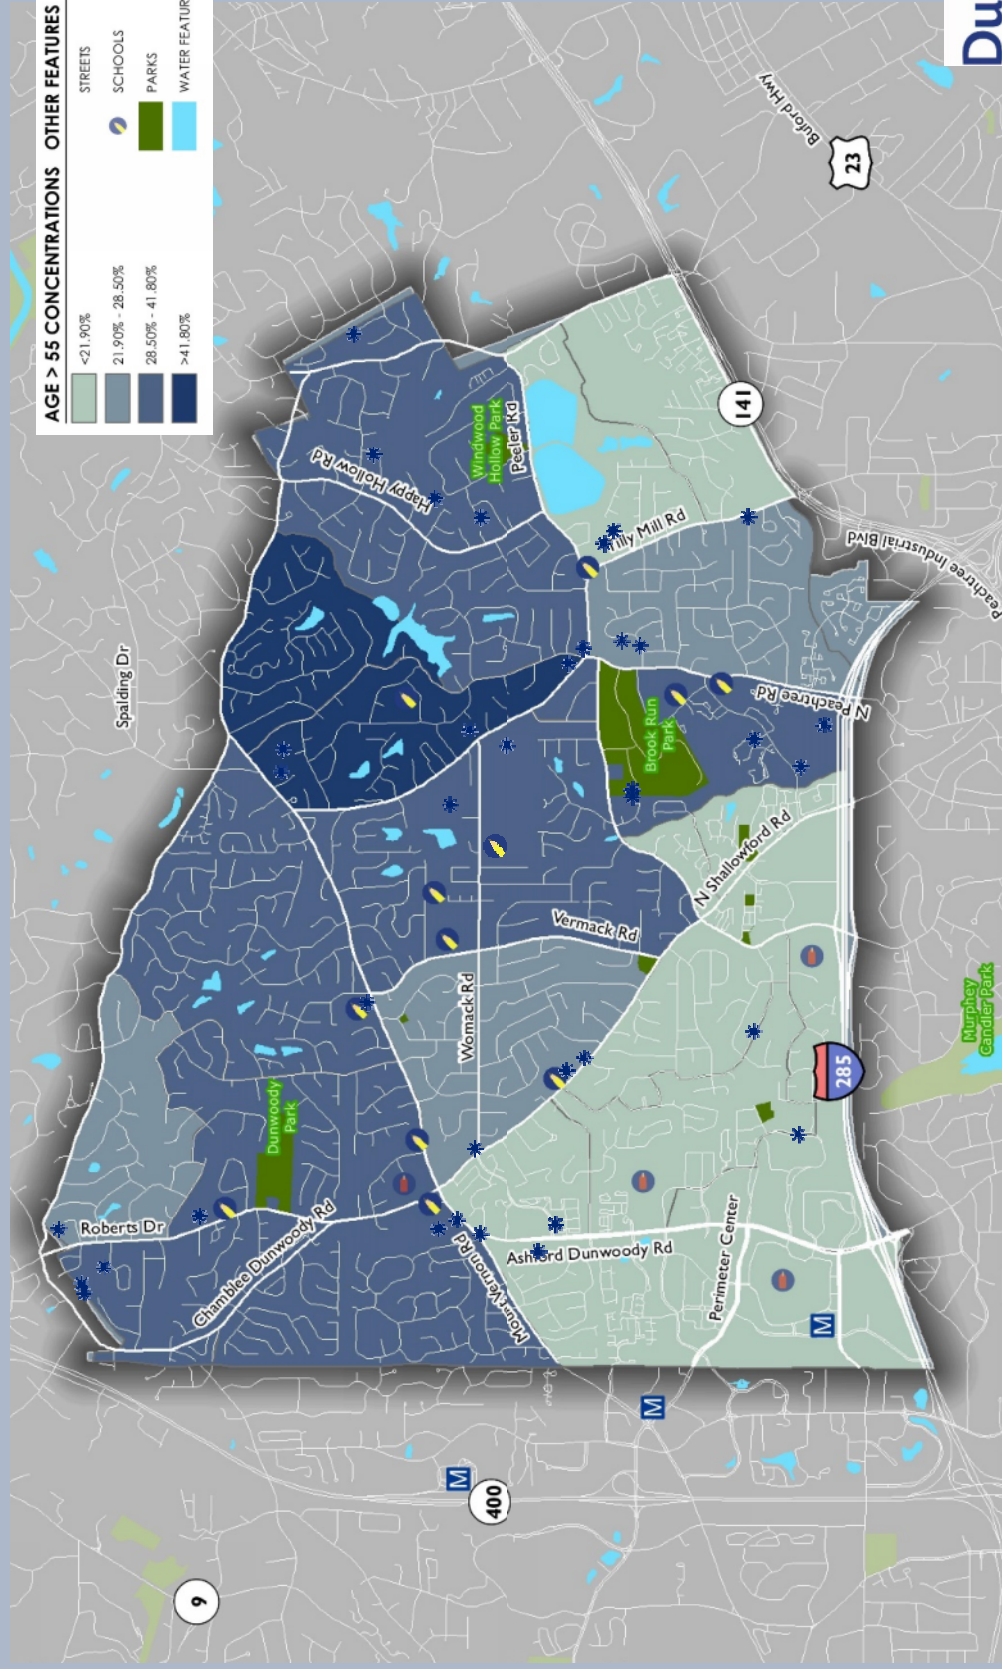 AGE > 55 CONCENTRATIONS
<21.90%
21.90% - 28.50%
28.50% - 41.80%
>41.80%
OTHER FEATURES
STREETS
SCHOOLS
PARKS
WATER FEATUR
Du
9
400
M
M
M
Spalding Dr
Roberts Dr
Chamblee Dunwoody Rd
Dunwoody
Park
Mount Vernon Rd
Ashford Dunwoody Rd
Perimeter Center
Womack Rd
Vermack Rd
N Shallowford Rd
Brook Run
Park
N Peachtree Rd
Tilly Mill Rd
Happy Hollow Rd
Windwood
Hollow Park
Peeler Rd
141
285
Murphey
Candler Park
Peachtree Industrial Blvd
Buford Hwy
23